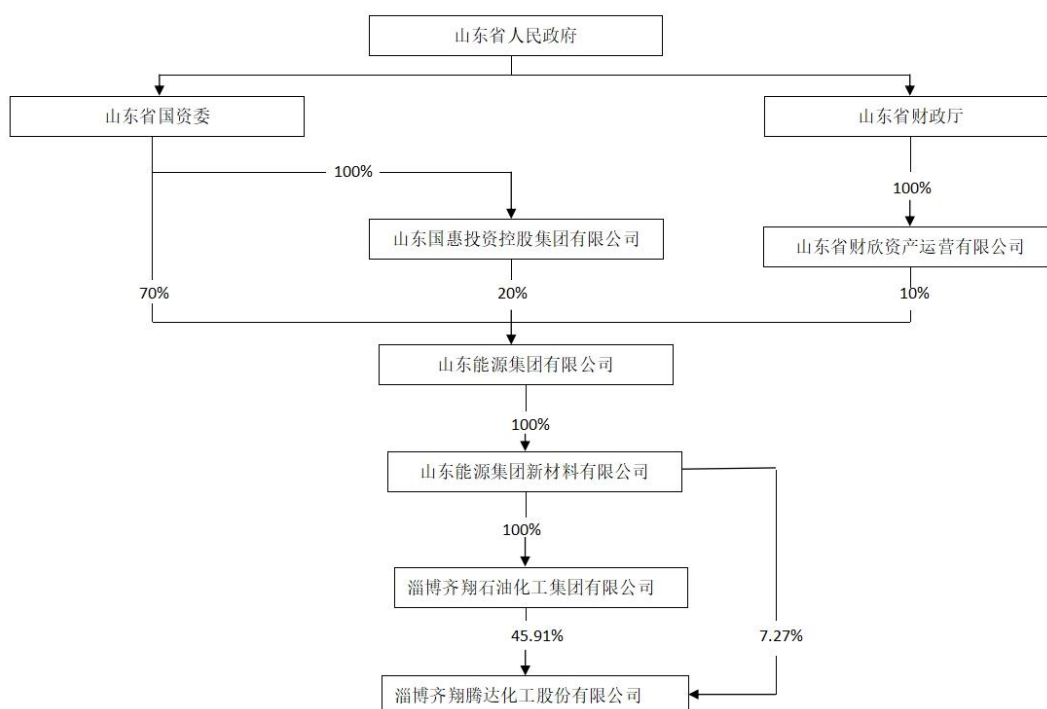 山东省人民政府
山东省国资委
山东省财政厅
100%
100%
山东国惠投资控股集团有限公司
山东省财欣资产运营有限公司
70%
20%
10%
山东能源集团有限公司
100%
山东能源集团新材料有限公司
100%
淄博齐翔石油化工集团有限公司
45.91%
7.27%
淄博齐翔腾达化工股份有限公司